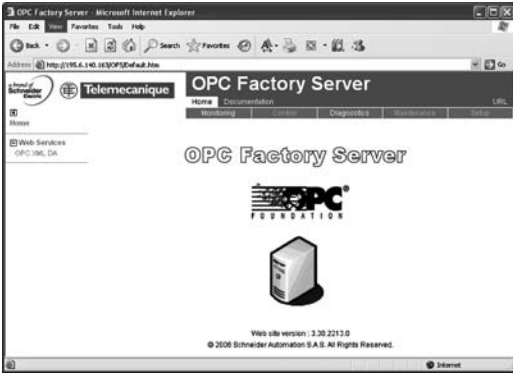 OPC Factory Server - Microsoft Internet Explorer
File Edit View Favorites Tools Help
Back Search Favorites
Address http://195.6.140.163/OFS/Default.htm Go
a brand of Schneider Electric Telemecanique OPC Factory Server
Home Documentation URL
Monitoring Control Diagnostics Maintenance Setup
Home
Web Services
OPC XML DA
OPC Factory Server
OPC®
FOUNDATION
Web site version : 3.30.2213.0
© 2006 Schneider Automation S.A.S. All Rights Reserved.
Internet